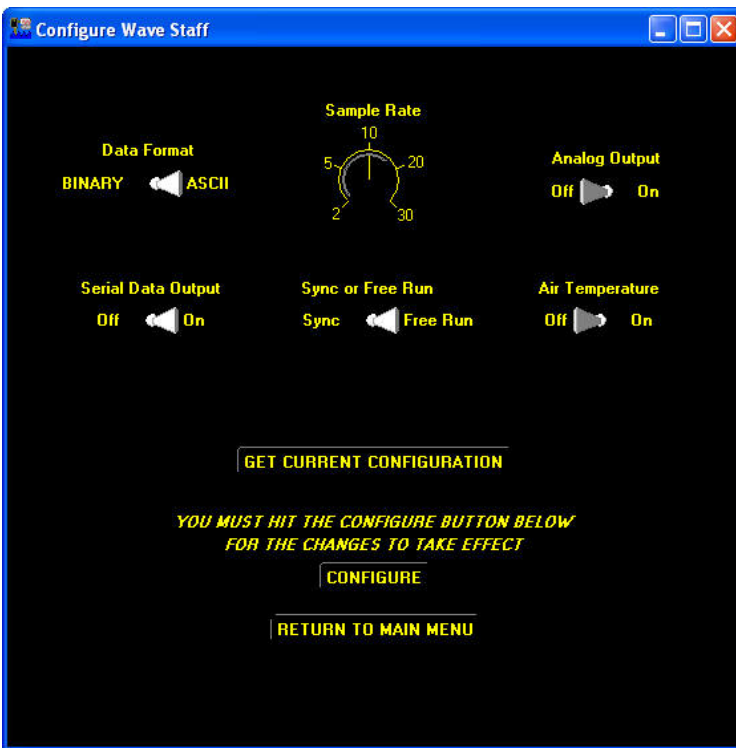 Configure Wave Staff
Sample Rate
10
5
20
2
30
Data Format
BINARY ASCII
Analog Output
Off On
Serial Data Output
Off On
Sync or Free Run
Sync Free Run
Air Temperature
Off On
GET CURRENT CONFIGURATION
YOU MUST HIT THE CONFIGURE BUTTON BELOW
FOR THE CHANGES TO TAKE EFFECT
CONFIGURE
RETURN TO MAIN MENU